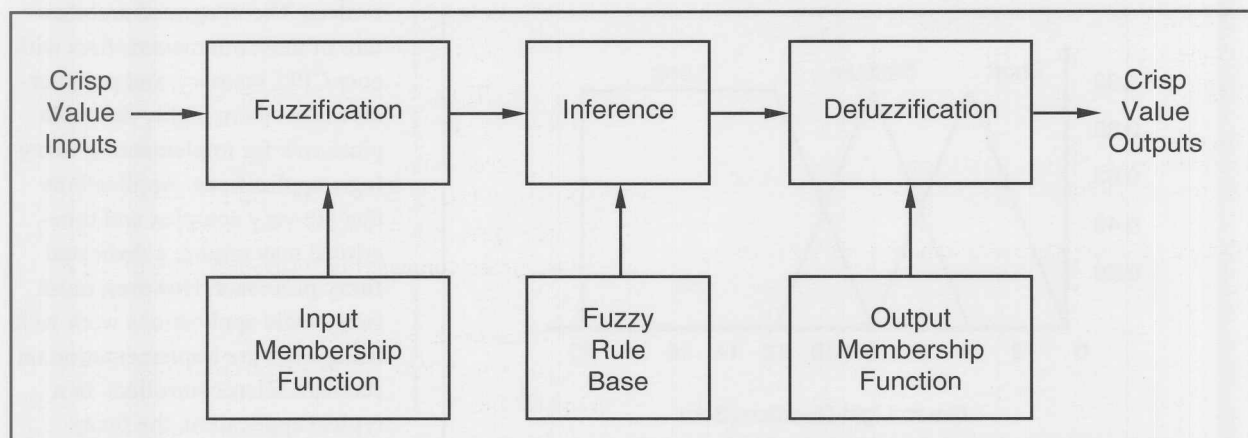 Crisp
Value
Inputs
Fuzzification
Inference
Defuzzification
Crisp
Value
Outputs
Input
Membership
Function
Fuzzy
Rule
Base
Output
Membership
Function